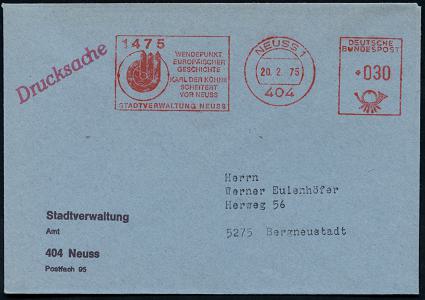 Drucksache
1475
WENDEPUNKT
EUROPÄISCHER
GESCHICHTE
KARL DER KÜHNE
SCHEITERT
VOR NEUSS
STADTVERWALTUNG NEUSS
NEUSS 1
20. 2. 75
404
DEUTSCHE
BUNDESPOST
030
Herrn
Werner Eulenhöfer
Herweg 56
5275 Bergneustadt
Stadtverwaltung
Amt
404 Neuss
Postfach 95